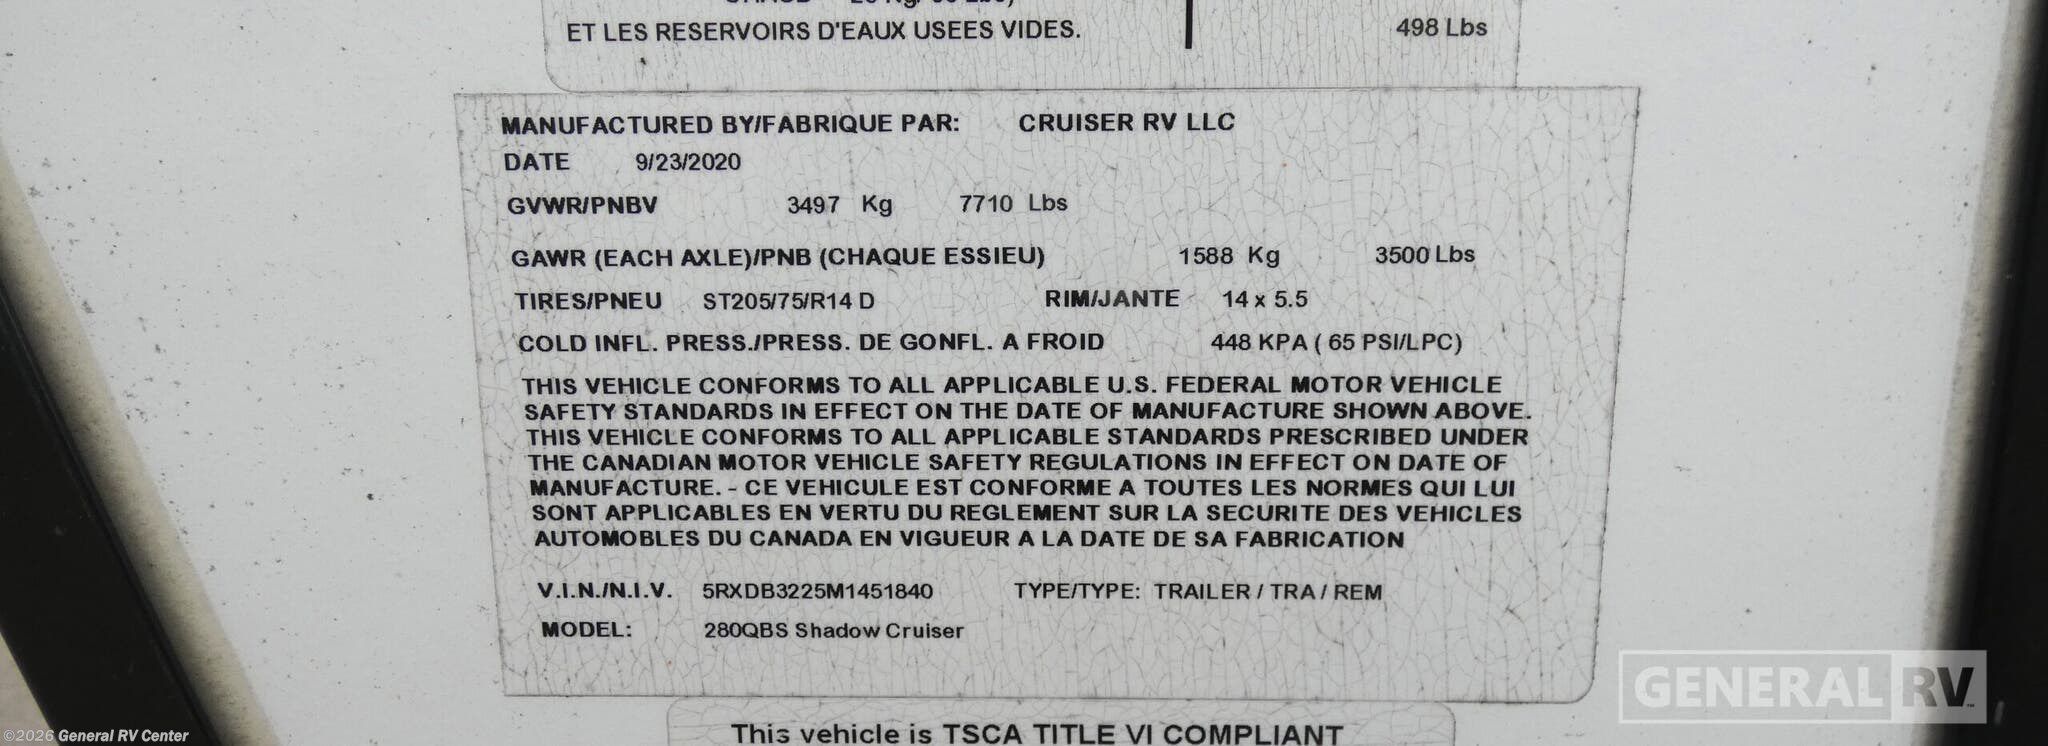 ET LES RESERVOIRS D'EAUX USEES VIDES. 498 Lbs
MANUFACTURED BY/FABRIQUE PAR: CRUISER RV LLC
DATE 9/23/2020
GVWR/PNBV 3497 Kg 7710 Lbs
GAWR (EACH AXLE)/PNB (CHAQUE ESSIEU) 1588 Kg 3500 Lbs
TIRES/PNEU ST205/75/R14 D RIM/JANTE 14 x 5.5
COLD INFL. PRESS./PRESS. DE GONFL. A FROID 448 KPA ( 65 PSI/LPC)
THIS VEHICLE CONFORMS TO ALL APPLICABLE U.S. FEDERAL MOTOR VEHICLE
SAFETY STANDARDS IN EFFECT ON THE DATE OF MANUFACTURE SHOWN ABOVE.
THIS VEHICLE CONFORMS TO ALL APPLICABLE STANDARDS PRESCRIBED UNDER
THE CANADIAN MOTOR VEHICLE SAFETY REGULATIONS IN EFFECT ON DATE OF
MANUFACTURE. - CE VEHICULE EST CONFORME A TOUTES LES NORMES QUI LUI
SONT APPLICABLES EN VERTU DU REGLEMENT SUR LA SECURITE DES VEHICLES
AUTOMOBLES DU CANADA EN VIGUEUR A LA DATE DE SA FABRICATION
V.I.N./N.I.V. 5RXDB3225M1451840 TYPE/TYPE: TRAILER / TRA / REM
MODEL: 280QBS Shadow Cruiser
GENERAL RV
This vehicle is TSCA TITLE VI COMPLIANT
©2026 General RV Center